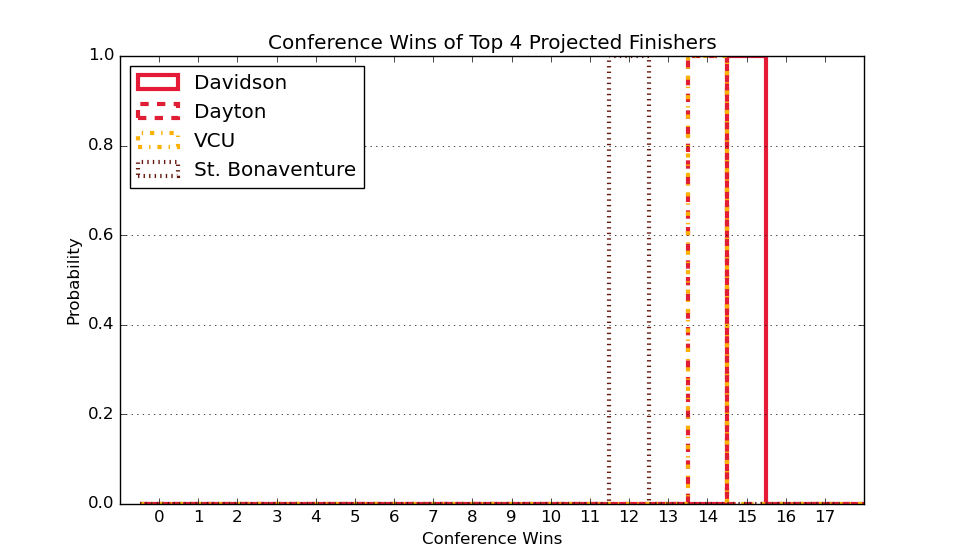 Conference Wins of Top 4 Projected Finishers
1.0
0.8
0.6
0.4
0.2
0.0
Probability
Davidson
Dayton
VCU
St. Bonaventure
0 1 2 3 4 5 6 7 8 9 10 11 12 13 14 15 16 17
Conference Wins